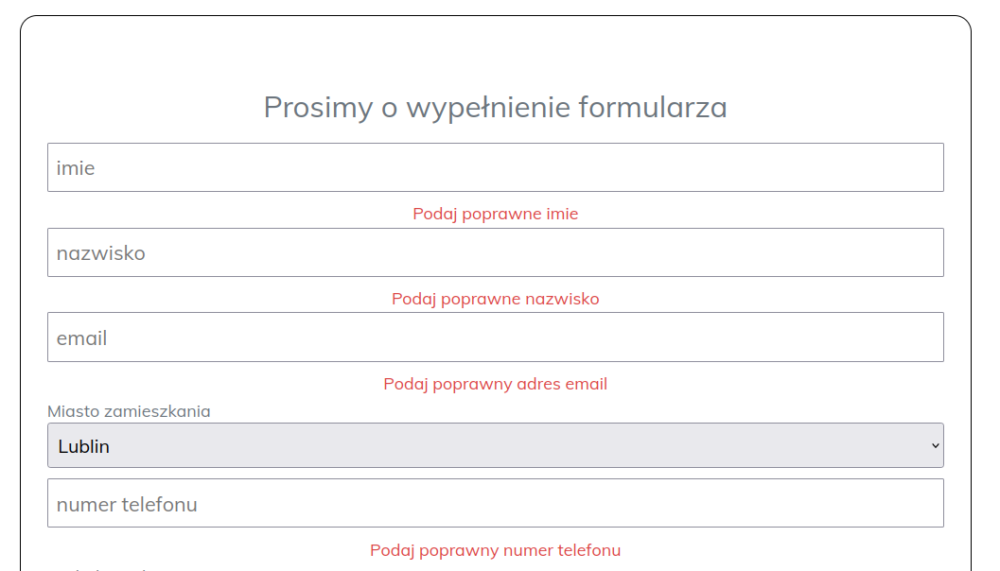 Prosimy o wypełnienie formularza
imie
Podaj poprawne imie
nazwisko
Podaj poprawne nazwisko
email
Podaj poprawny adres email
Miasto zamieszkania
Lublin
numer telefonu
Podaj poprawny numer telefonu